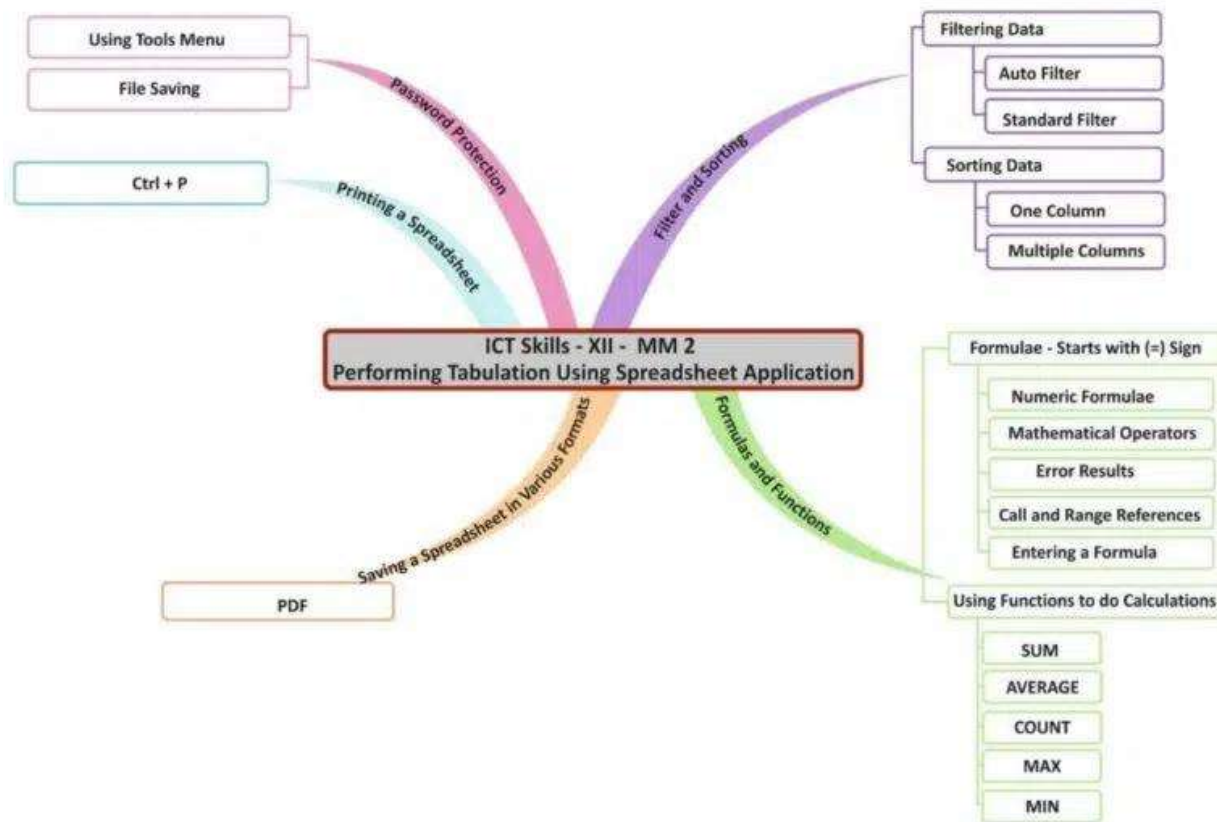 Using Tools Menu
File Saving
Password Protection
Ctrl + P
Printing a Spreadsheet
Filtering Data
Auto Filter
Standard Filter
Sorting Data
One Column
Multiple Columns
Filter and Sorting
ICT Skills - XII - MM 2
Performing Tabulation Using Spreadsheet Application
Saving a Spreadsheet in Various Formats
PDF
Formulas and Functions
Formulae - Starts with (=) Sign
Numeric Formulae
Mathematical Operators
Error Results
Call and Range References
Entering a Formula
Using Functions to do Calculations
SUM
AVERAGE
COUNT
MAX
MIN